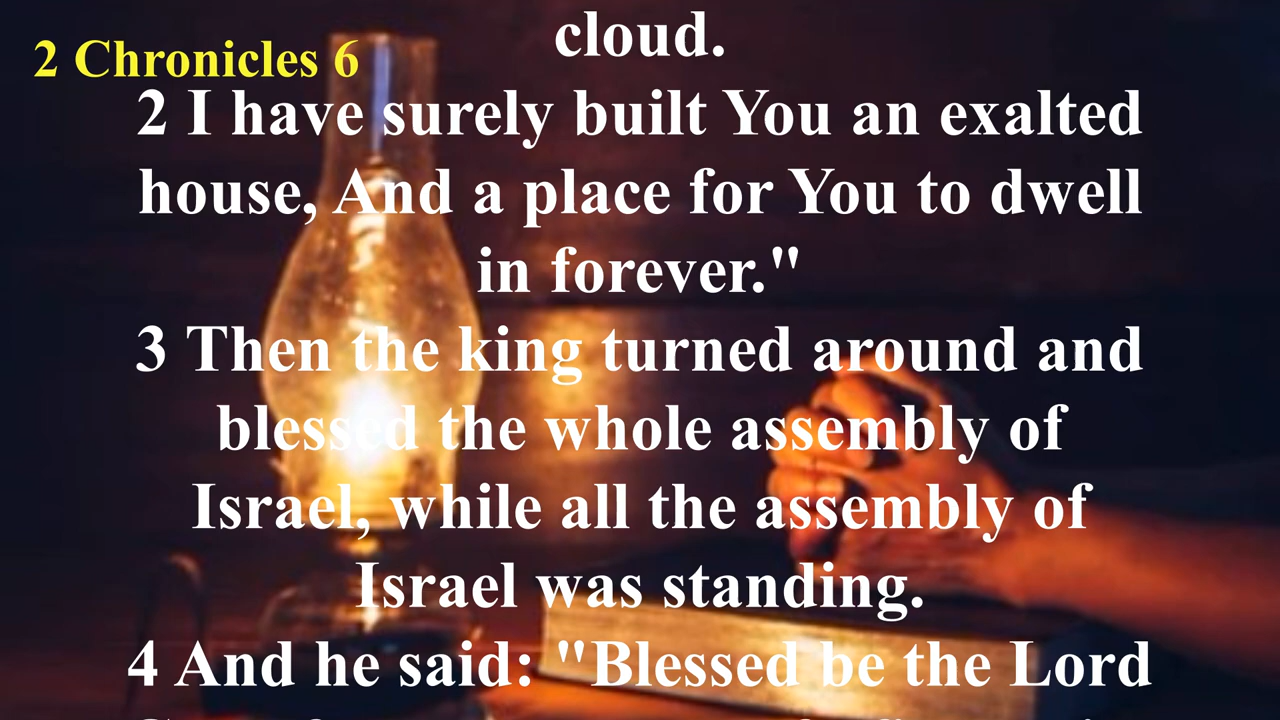 2 Chronicles 6
cloud.
2 I have surely built You an exalted
house, And a place for You to dwell
in forever."
3 Then the king turned around and
blessed the whole assembly of
Israel, while all the assembly of
Israel was standing.
4 And he said: "Blessed be the Lord